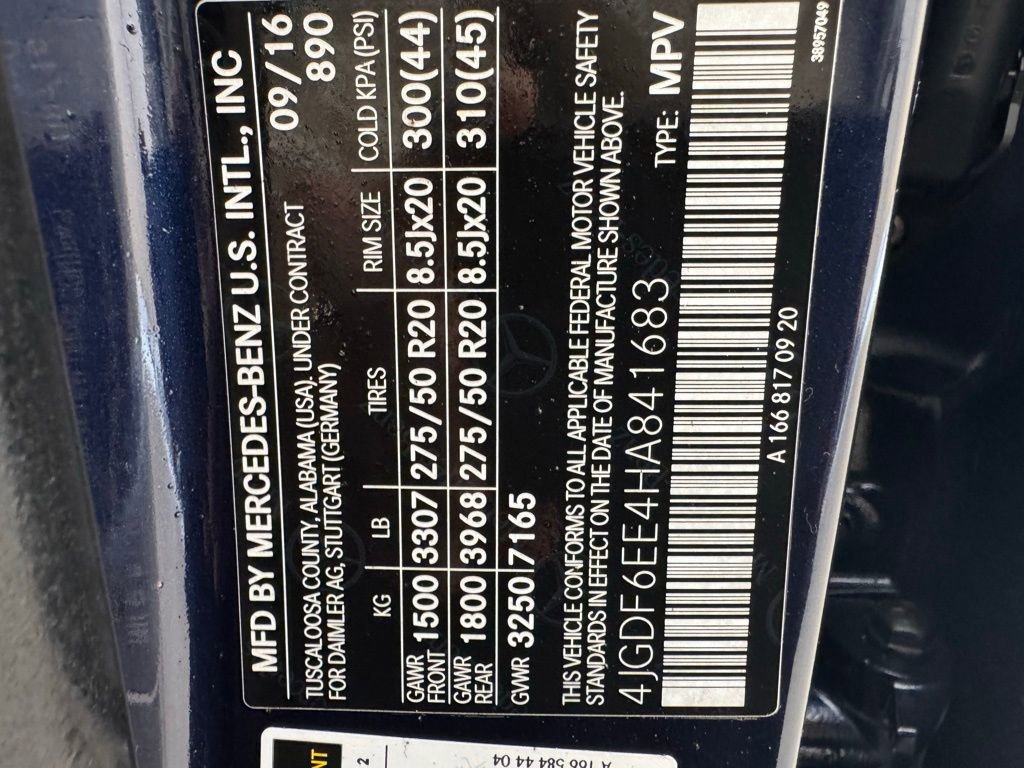 MFD BY MERCEDES-BENZ U.S. INTL., INC
TUSCALOOSA COUNTY, ALABAMA (USA). UNDER CONTRACT 09/16
FOR DAIMLER AG, STUTTGART (GERMANY) 890
KG LB TIRES RIM SIZE COLD KPA (PSI)
GAWR FRONT 1500 3307 275/50 R20 8.5Jx20 300(44)
GAWR REAR 1800 3968 275/50 R20 8.5Jx20 310(45)
GVWR 3250 7165
THIS VEHICLE CONFORMS TO ALL APPLICABLE FEDERAL MOTOR VEHICLE SAFETY
STANDARDS IN EFFECT ON THE DATE OF MANUFACTURE SHOWN ABOVE.
4JGDF6EE4HA841683 TYPE: MPV
A 166 817 09 20
38957049
2
A 166 584 44 04